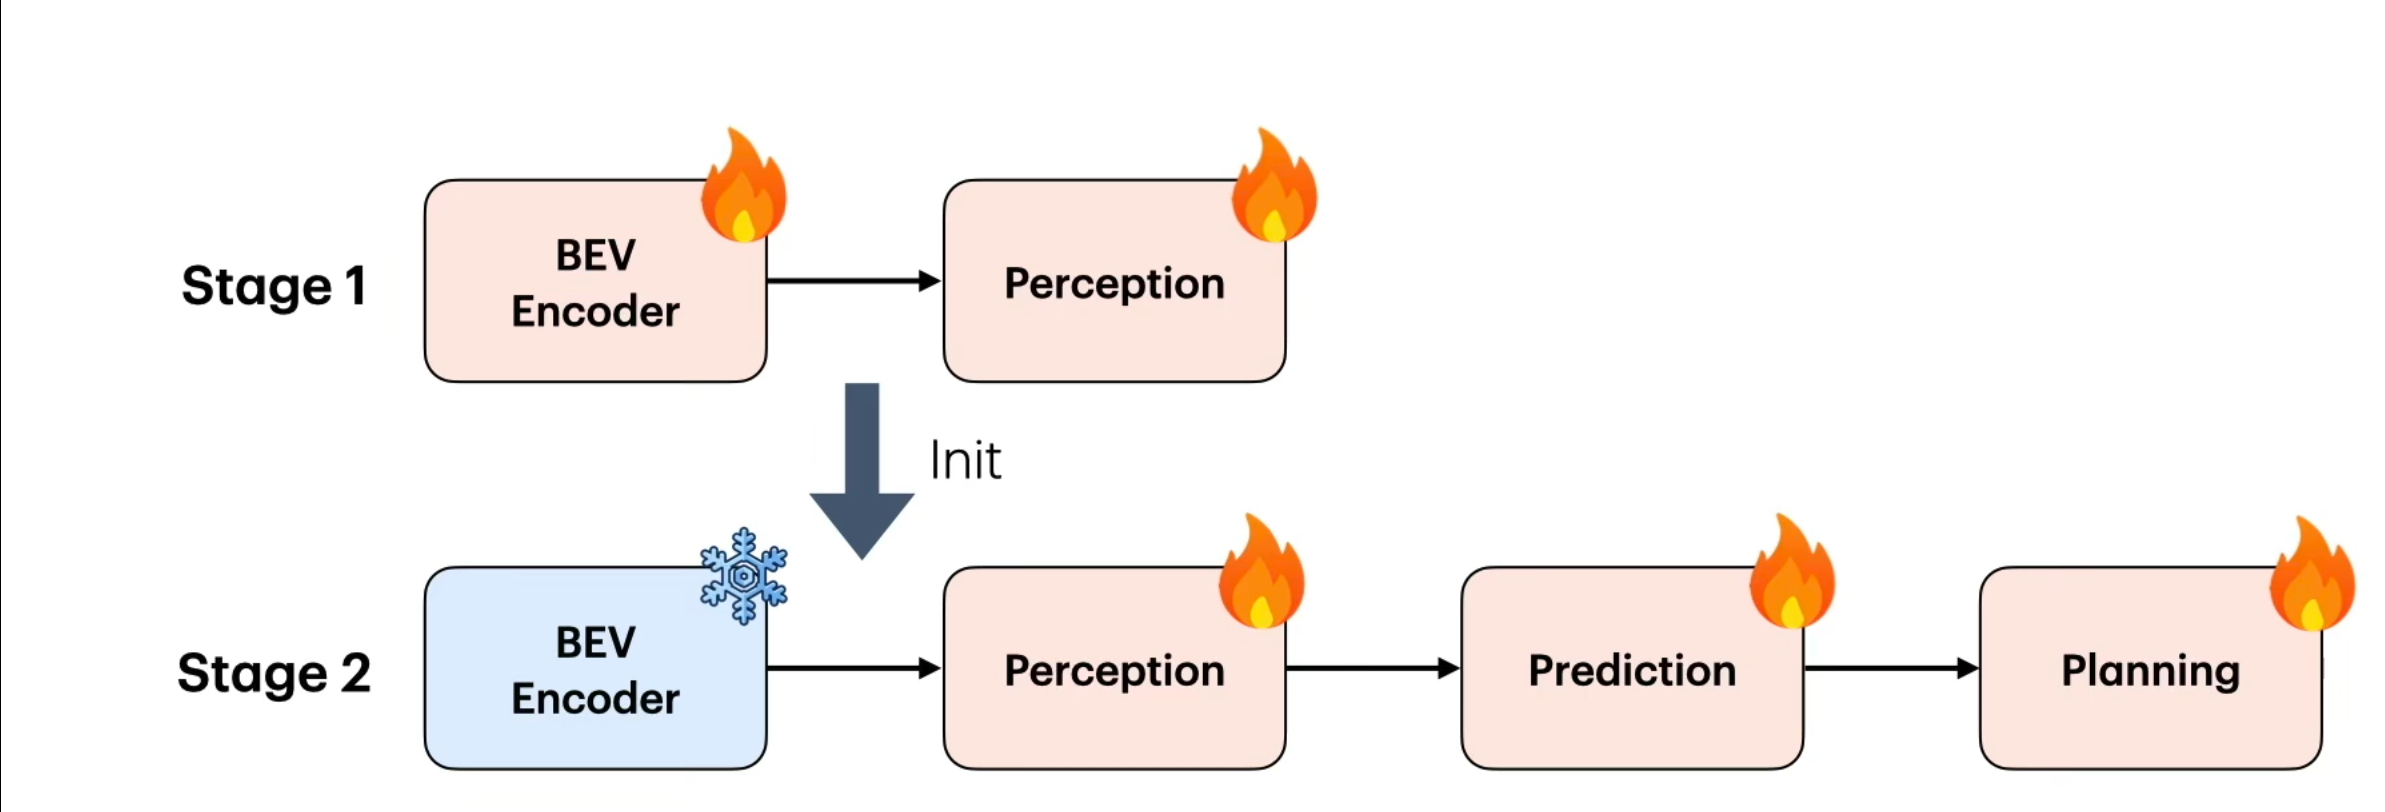 Stage 1
BEV
Encoder
Perception
Init
Stage 2
BEV
Encoder
Perception
Prediction
Planning